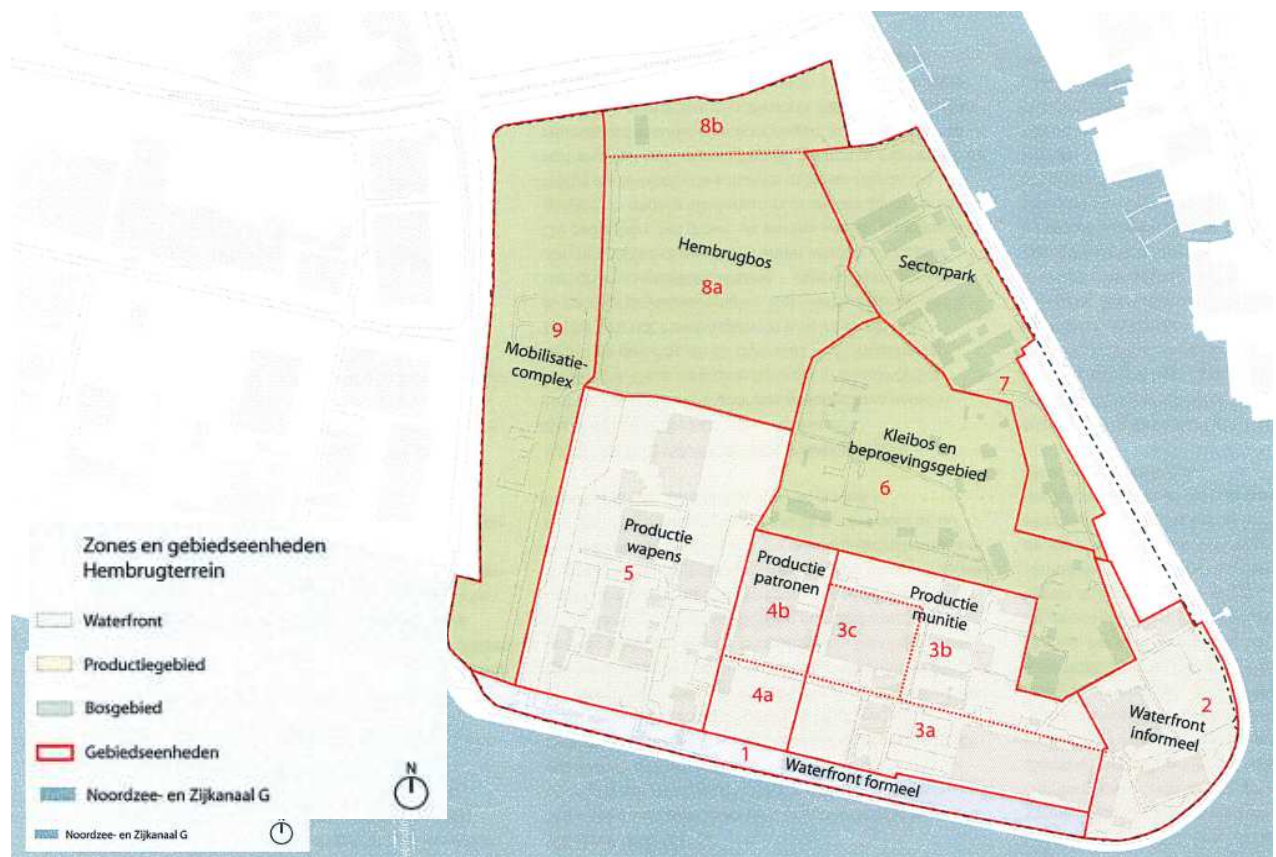 8b
Hembrugbos
8a
Sectorpark
9
Mobilisatie-
complex
7
Kleibos en
beproevingsgebied
6
Productie
wapens
5
Productie
patronen
4b
Productie
munitie
3c
3b
4a
3a
2
Waterfront
informeel
1
Waterfront formeel
Zones en gebiedseenheden
Hembrugterrein
Waterfront
Productiegebied
Bosgebied
Gebiedseenheden
Noordzee- en Zijkanaal G
N
Noordzee- en Zijkanaal G